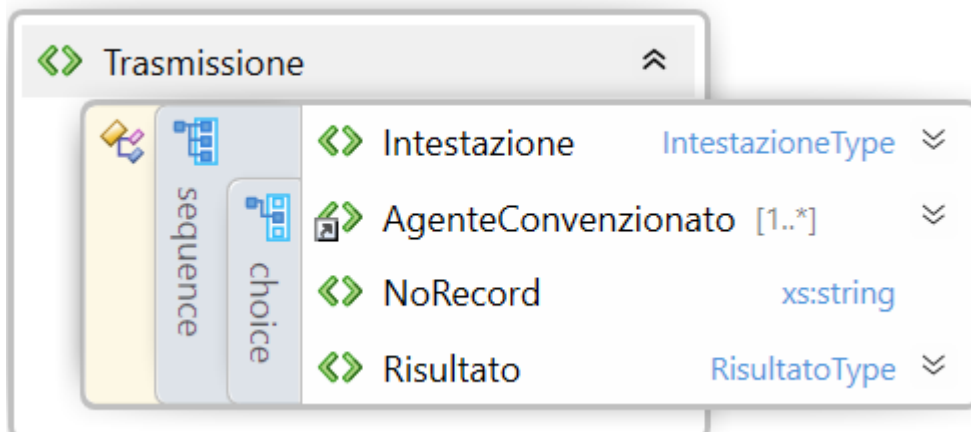 Trasmissione
sequence
choice
Intestazione IntestazioneType
AgenteConvenzionato [1..*]
NoRecord xs:string
Risultato RisultatoType